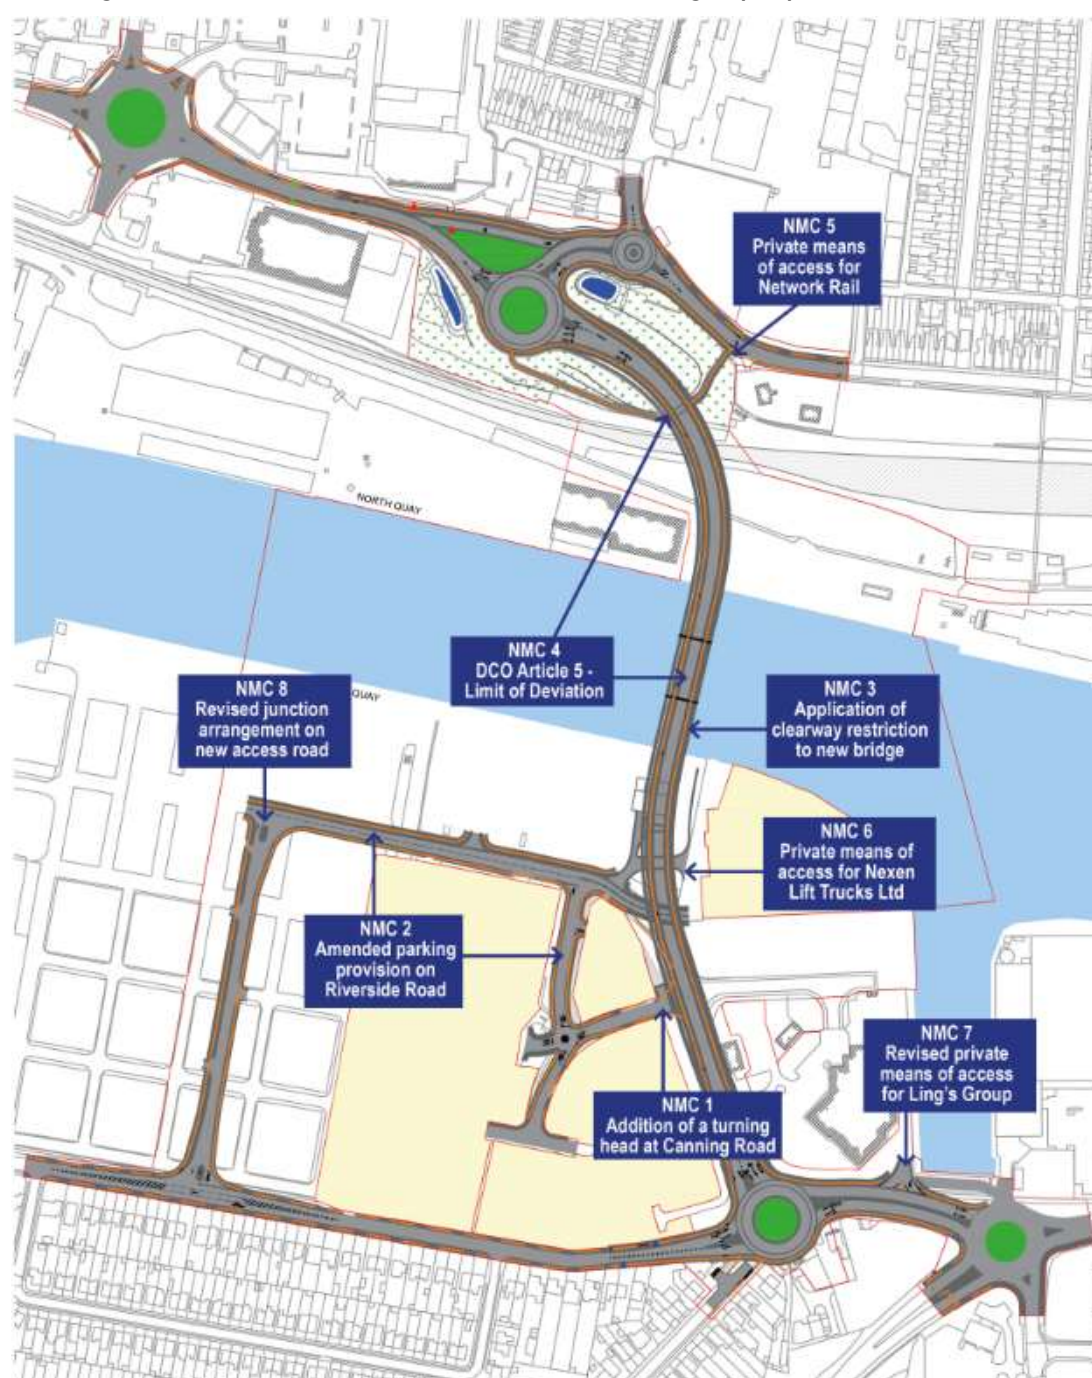 NMC 5
Private means
of access for
Network Rail
NORTH QUAY
NMC 4
DCO Article 5 -
Limit of Deviation
NMC 8
Revised junction
arrangement on
new access road
QUAY
NMC 3
Application of
clearway restriction
to new bridge
NMC 6
Private means of
access for Nexen
Lift Trucks Ltd
NMC 2
Amended parking
provision on
Riverside Road
NMC 7
Revised private
means of access
for Ling's Group
NMC 1
Addition of a turning
head at Canning Road